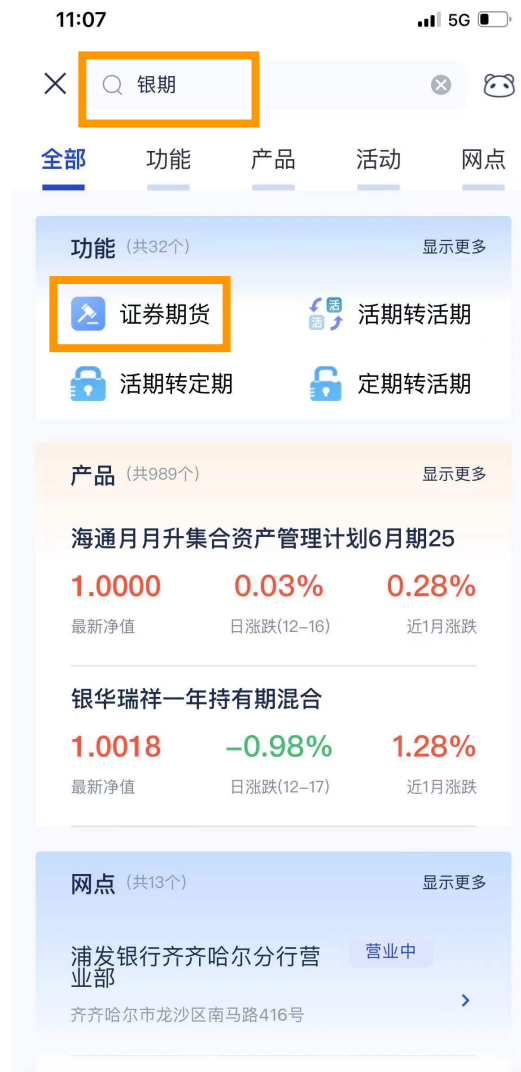 11:07 5G
银期
全部 功能 产品 活动 网点
功能 (共32个) 显示更多
证券期货 活 活 活期转活期
活期转定期 定期转活期
产品 (共989个) 显示更多
海通月月升集合资产管理计划6月期25
1.0000 0.03% 0.28%
最新净值 日涨跌(12-16) 近1月涨跌
银华瑞祥一年持有期混合
1.0018 -0.98% 1.28%
最新净值 日涨跌(12-17) 近1月涨跌
网点 (共13个) 显示更多
浦发银行齐齐哈尔分行营 营业中
业部
齐齐哈尔市龙沙区南马路416号